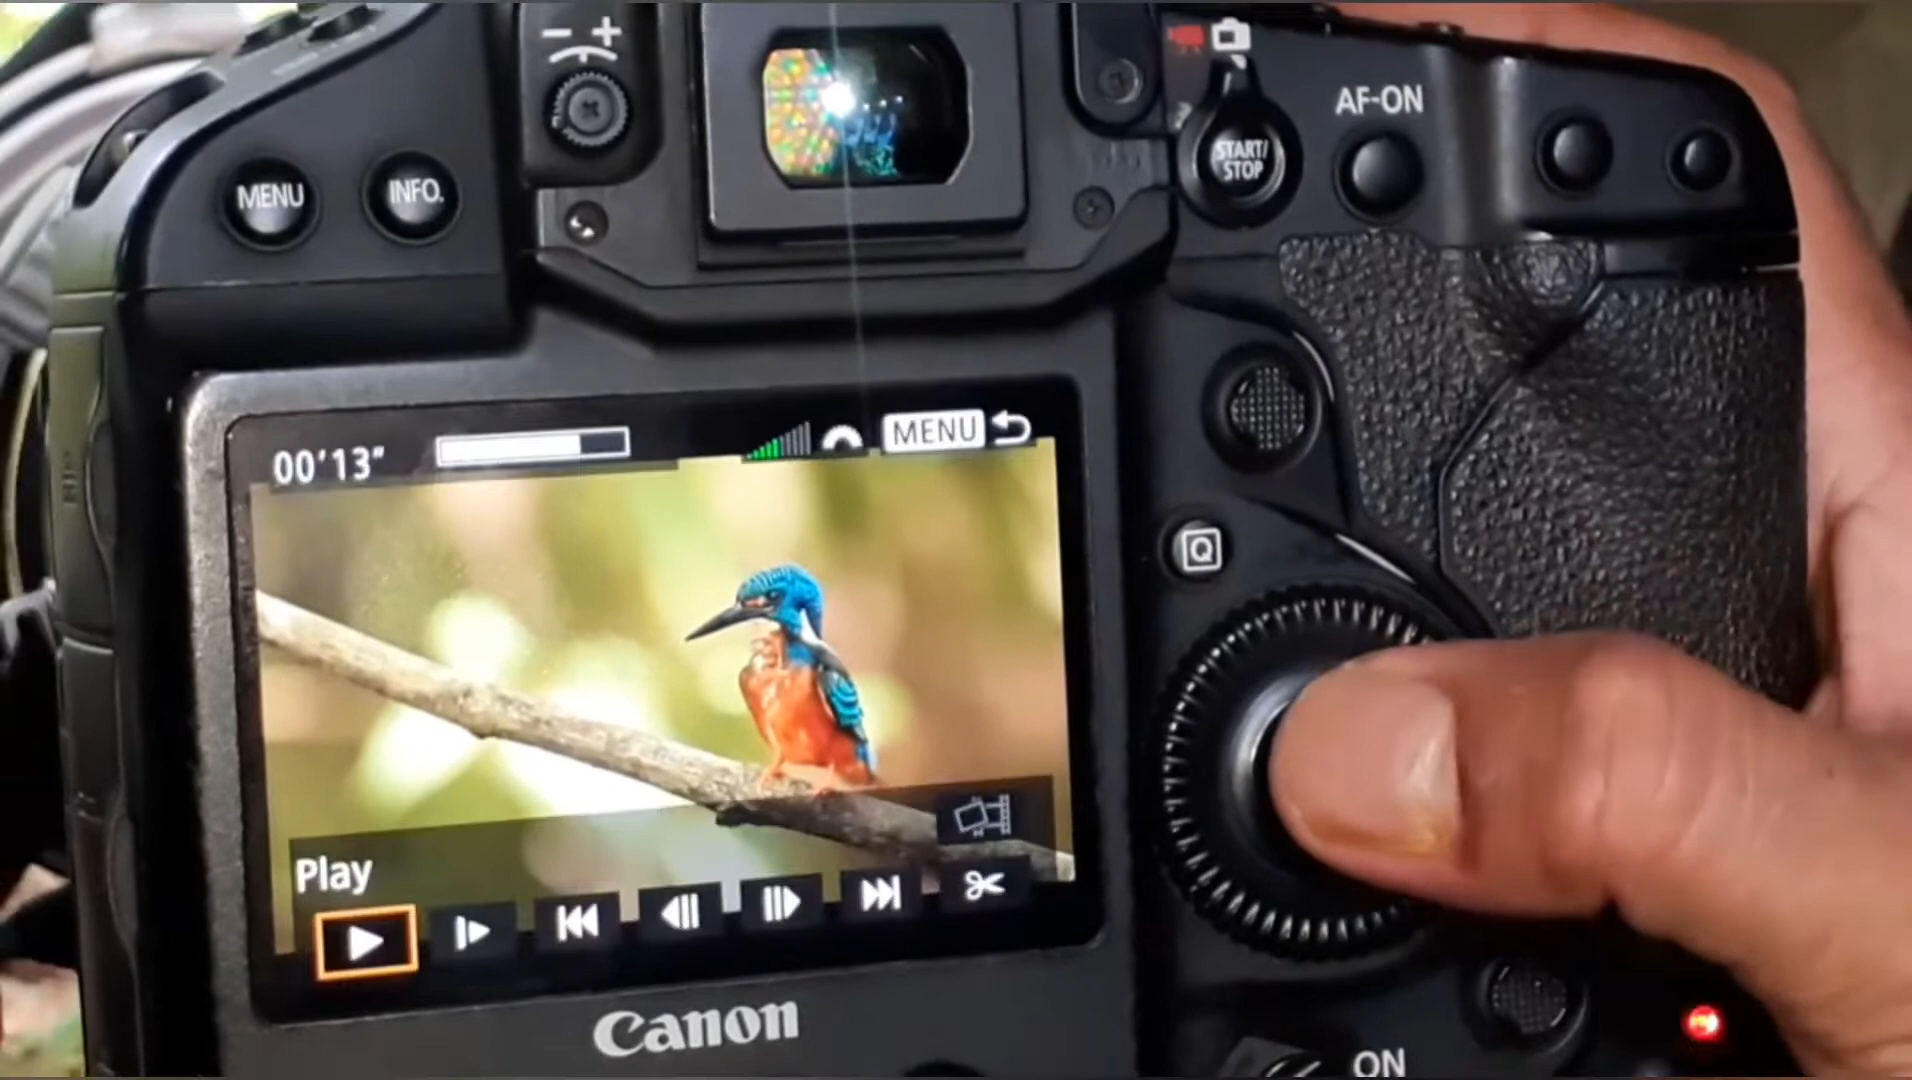 AF-ON
START/
STOP
MENU
INFO.
00'13"
MENU
Q
Play
Canon
ON